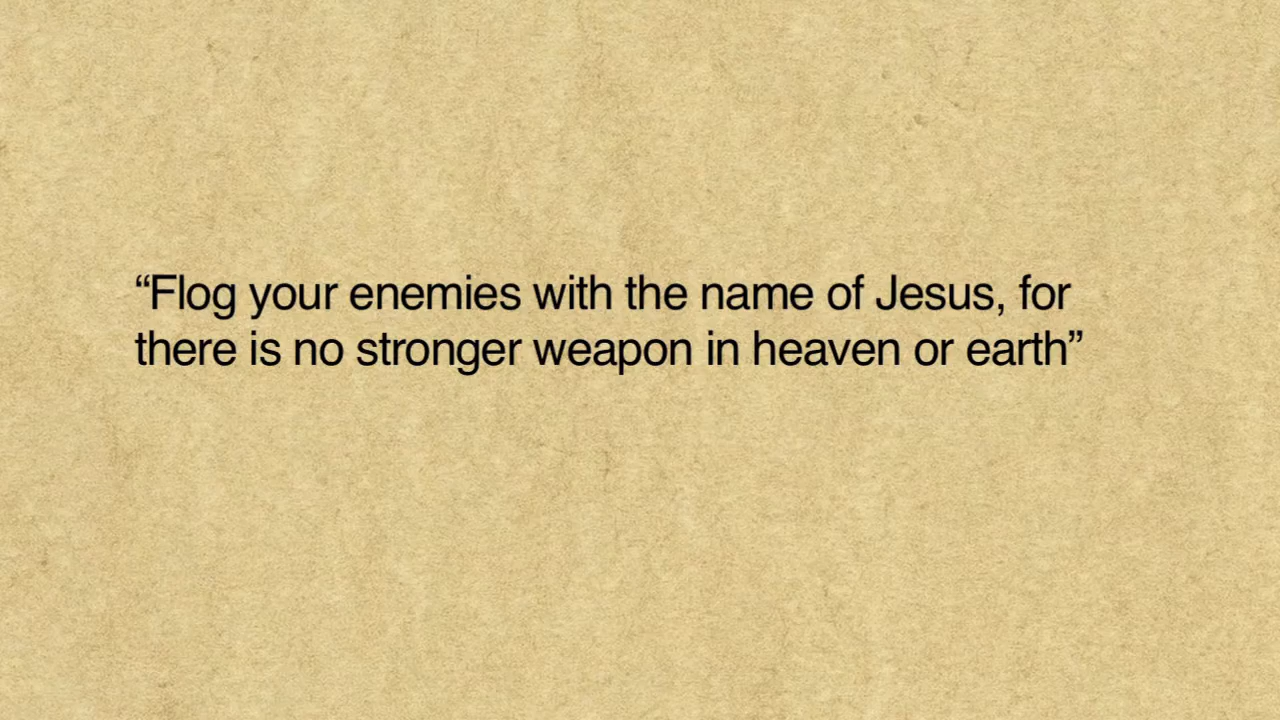 “Flog your enemies with the name of Jesus, for
there is no stronger weapon in heaven or earth”